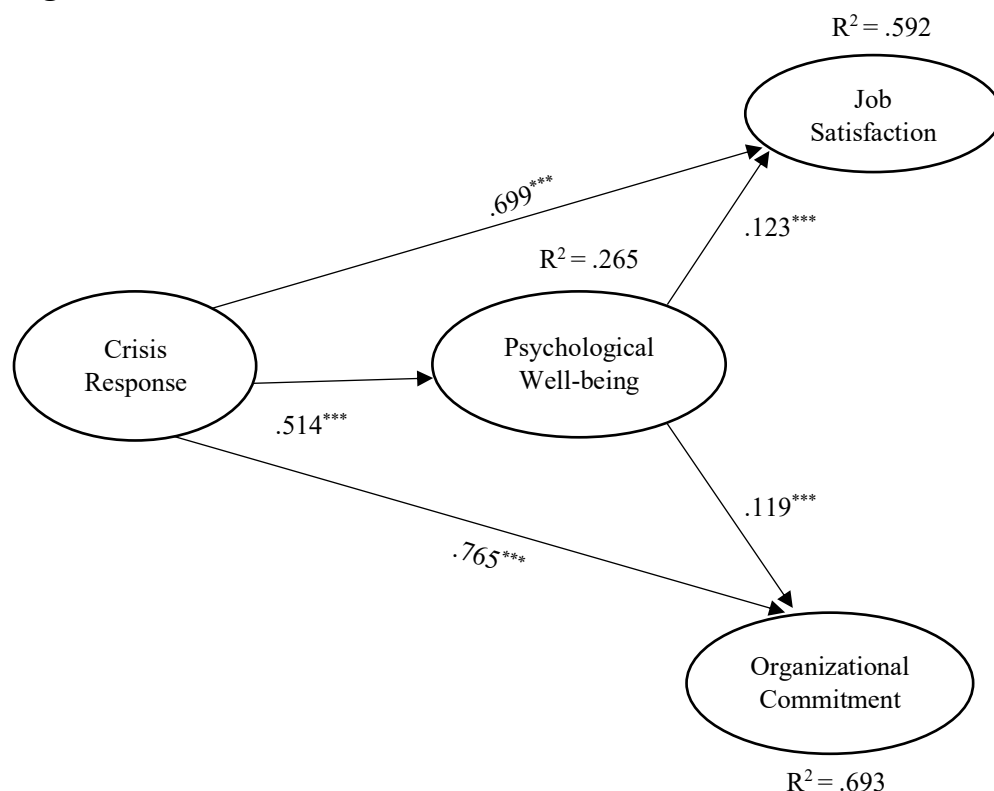 R² = .592
Job
Satisfaction
.699***
.123***
R² = .265
Crisis
Response
Psychological
Well-being
.514***
.119***
.765***
Organizational
Commitment
R² = .693